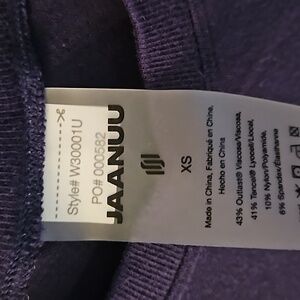 Style# W30001U
PO# 000582
JAANUU
XS
Made in China, Fabriqué en Chine,
Hecho en China
43% Outlast® Viscose/Viscosa,
41% Tencel® Lyocell/Liocel,
10% Nylon/Polyamide,
6% Spandex/Elasthanne